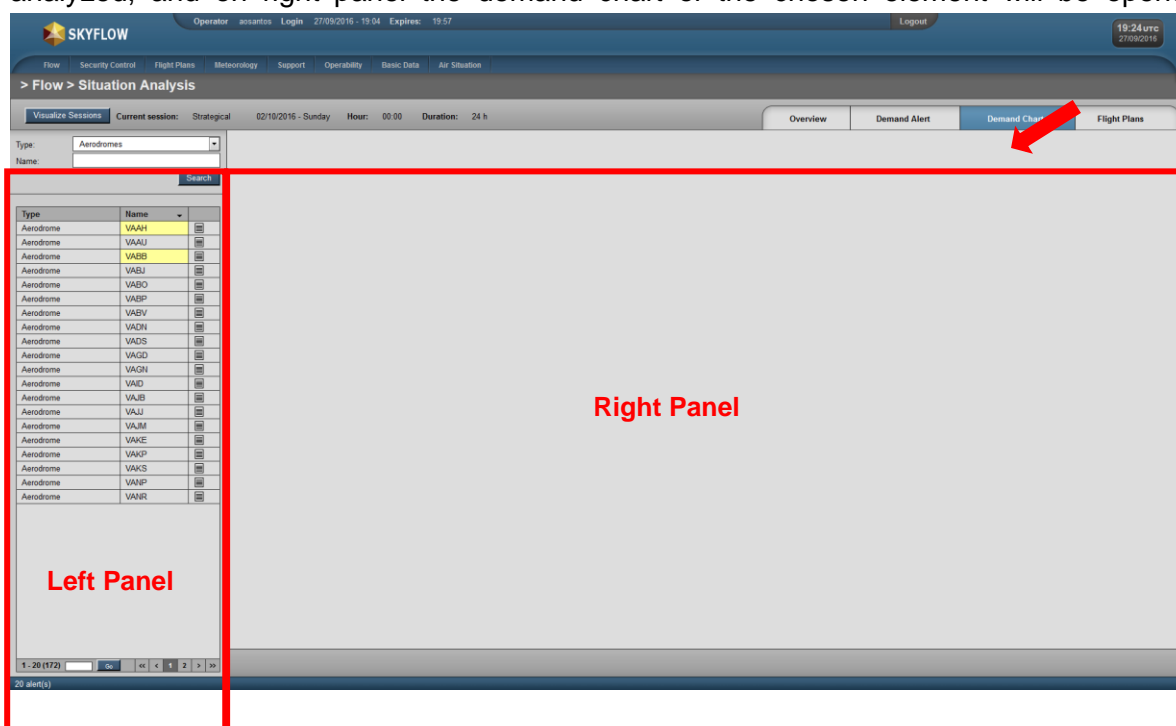 analyzed, and on right panel the demand chart of the chosen element will be open.
Operator aosantos Login 27/09/2016 - 19:04 Expires: 19:57 Logout
SKYFLOW
19:24 UTC
27/09/2016
Flow Security Control Flight Plans Meteorology Support Operability Basic Data Air Situation
> Flow > Situation Analysis
Visualize Sessions Current session: Strategical 02/10/2016 - Sunday Hour: 00:00 Duration: 24 h Overview Demand Alert Demand Flight Plans
Type: Aerodromes
Name:
Search
Type Name
Aerodrome VAAH
Aerodrome VAAU
Aerodrome VABB
Aerodrome VABJ
Aerodrome VABO
Aerodrome VABP
Aerodrome VABV
Aerodrome VADN
Aerodrome VADS
Aerodrome VAGD
Aerodrome VAGN
Aerodrome VAID
Aerodrome VAJB
Aerodrome VAJJ
Aerodrome VAJM
Aerodrome VAKE
Aerodrome VAKP
Aerodrome VAKS
Aerodrome VANP
Aerodrome VANR
Right Panel
Left Panel
1 - 20 (172) Go << < 1 2 > >>
20 alert(s)